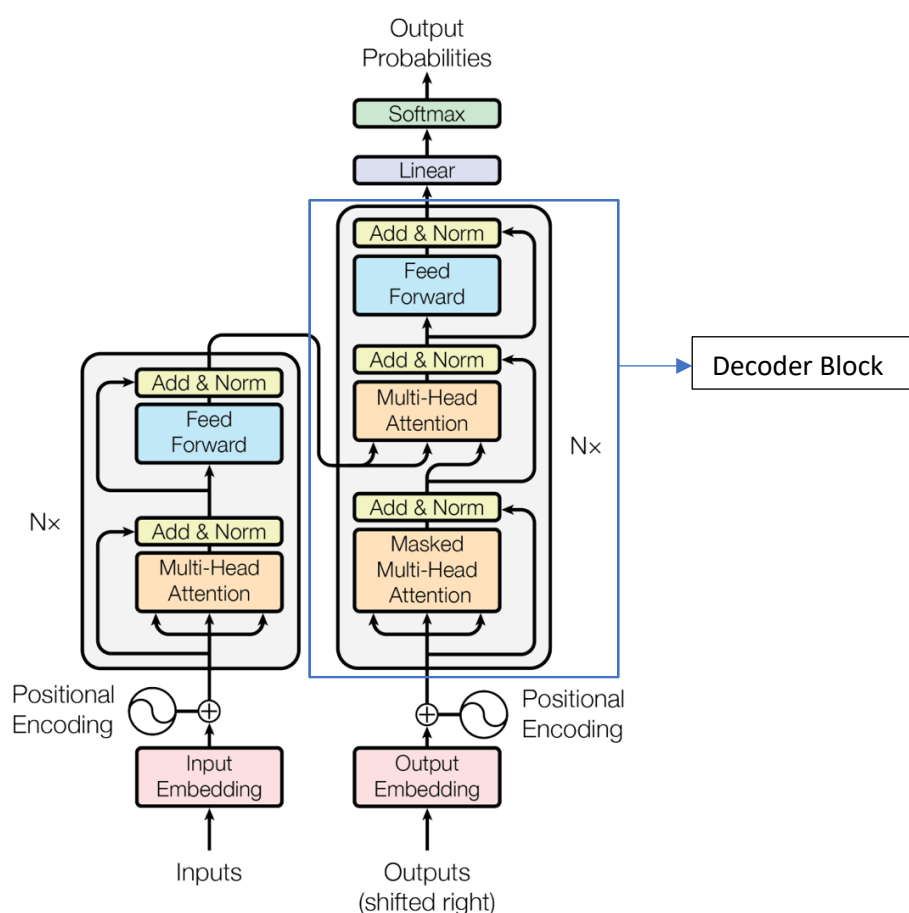 Output
Probabilities
Softmax
Linear
Add & Norm
Feed
Forward
Add & Norm
Multi-Head
Attention
Add & Norm
Masked
Multi-Head
Attention
Nx
Decoder Block
Add & Norm
Feed
Forward
Add & Norm
Multi-Head
Attention
N×
Positional
Encoding
Positional
Encoding
Input
Embedding
Output
Embedding
Inputs
Outputs
(shifted right)